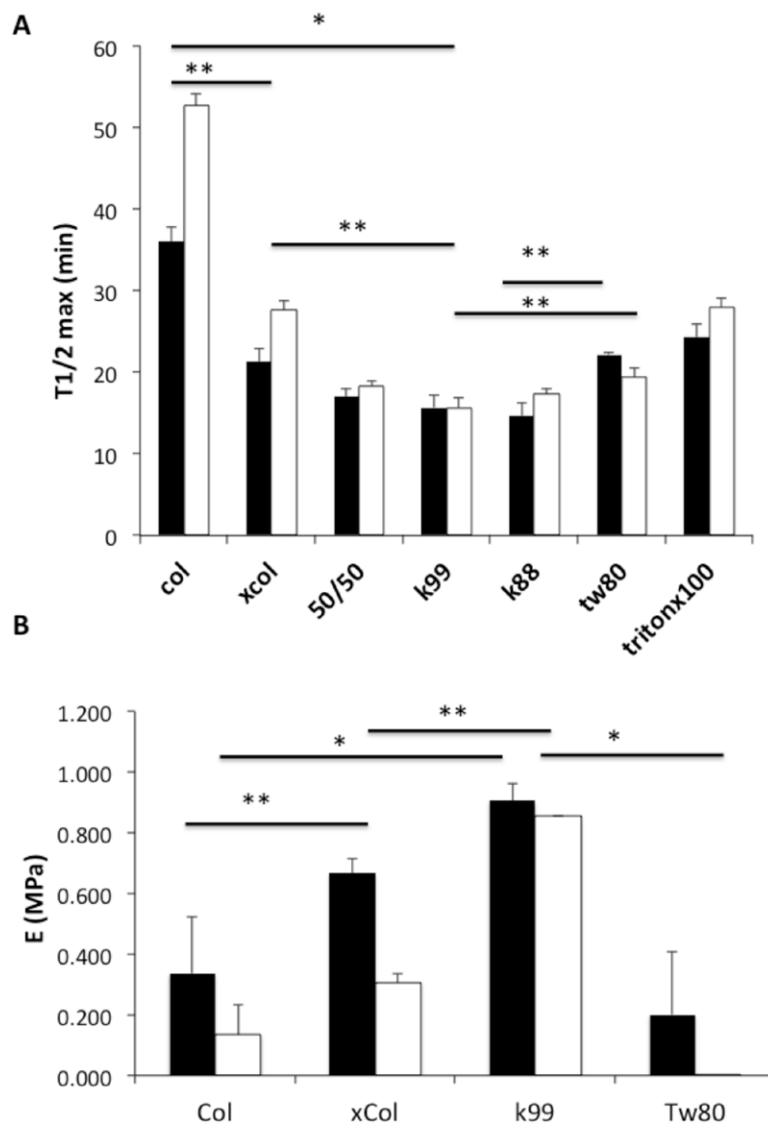 A
*
60
**
50
40
**
**
30
**
20
10
0
T1/2 max (min)
col
xcol
50/50
k99
k88
tw80
tritonx100
B
1.200
**
*
*
1.000
**
0.800
0.600
0.400
0.200
0.000
E (MPa)
Col
xCol
k99
Tw80